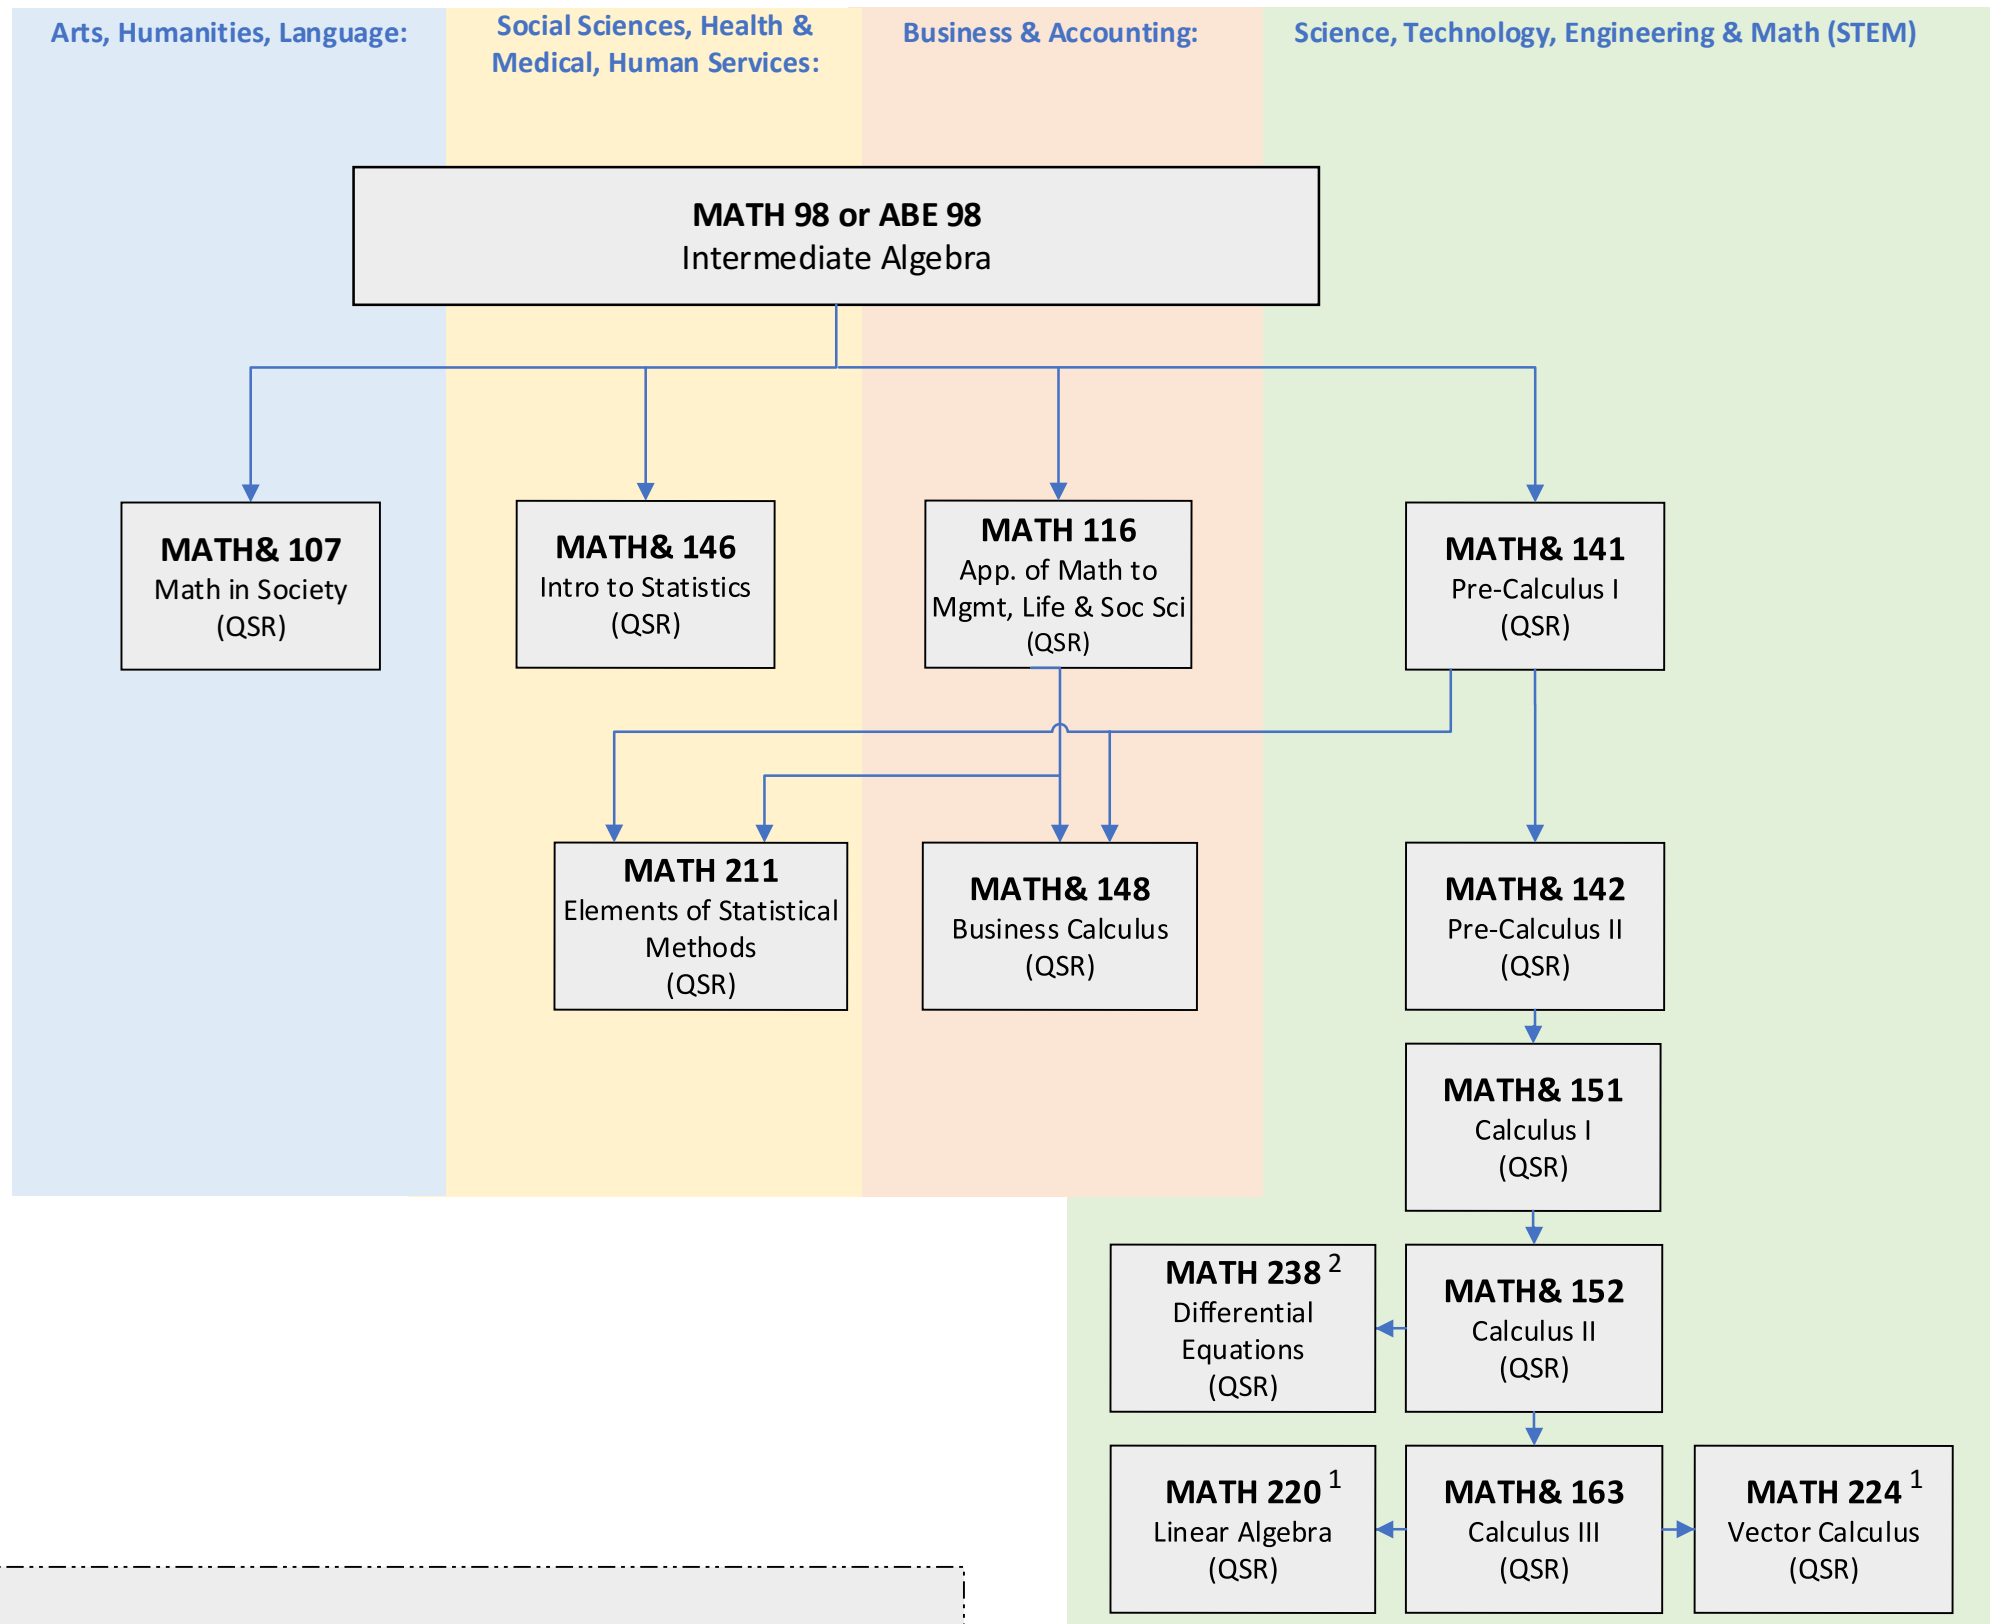 Arts, Humanities, Language:
Social Sciences, Health &
Medical, Human Services:
Business & Accounting:
Science, Technology, Engineering & Math (STEM)
MATH 98 or ABE 98
Intermediate Algebra
MATH& 107
Math in Society
(QSR)
MATH& 146
Intro to Statistics
(QSR)
MATH 116
App. of Math to
Mgmt, Life & Soc Sci
(QSR)
MATH& 141
Pre-Calculus I
(QSR)
MATH 211
Elements of Statistical
Methods
(QSR)
MATH& 148
Business Calculus
(QSR)
MATH& 142
Pre-Calculus II
(QSR)
MATH& 151
Calculus I
(QSR)
MATH 238 2
Differential
Equations
(QSR)
MATH& 152
Calculus II
(QSR)
MATH 220 1
Linear Algebra
(QSR)
MATH& 163
Calculus III
(QSR)
MATH 224 1
Vector Calculus
(QSR)